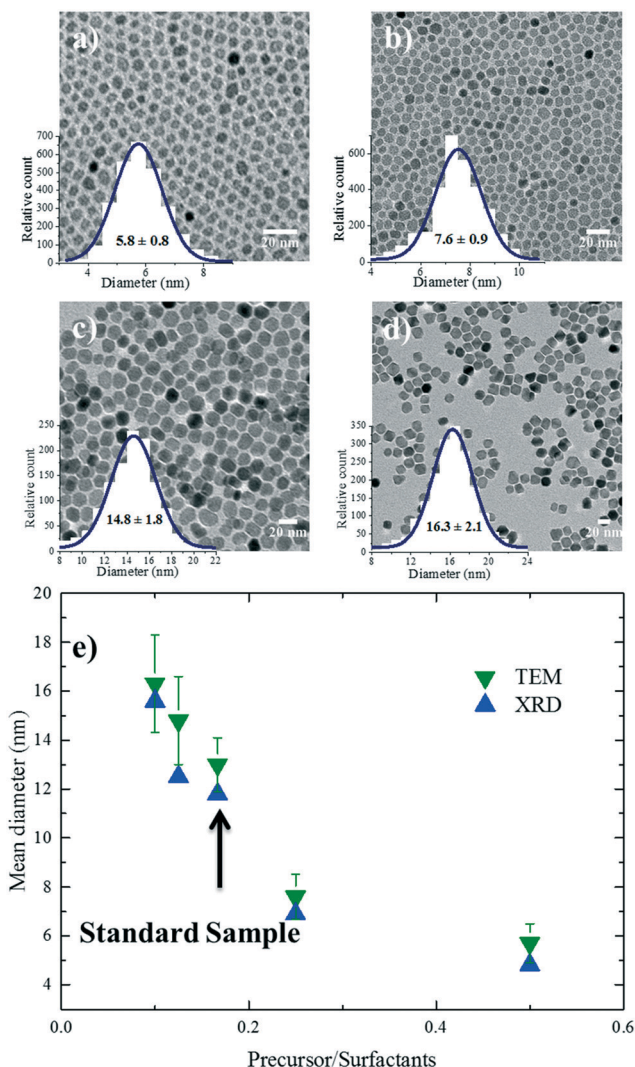 a)
Relative count
700
600
500
400
300
200
100
0
5.8 ± 0.8
20 nm
4 6 8
Diameter (nm)
b)
Relative count
600
400
200
0
7.6 ± 0.9
20 nm
4 6 8 10
Diameter (nm)
c)
Relative count
250
200
150
100
50
0
14.8 ± 1.8
20 nm
8 10 12 14 16 18 20 22
Diameter (nm)
d)
Relative count
350
300
250
200
150
100
50
0
16.3 ± 2.1
20 nm
8 12 16 20 24
Diameter (nm)
e)
Mean diameter (nm)
20
18
16
14
12
10
8
6
4
TEM
XRD
Standard Sample
0.0 0.2 0.4 0.6
Precursor/Surfactants